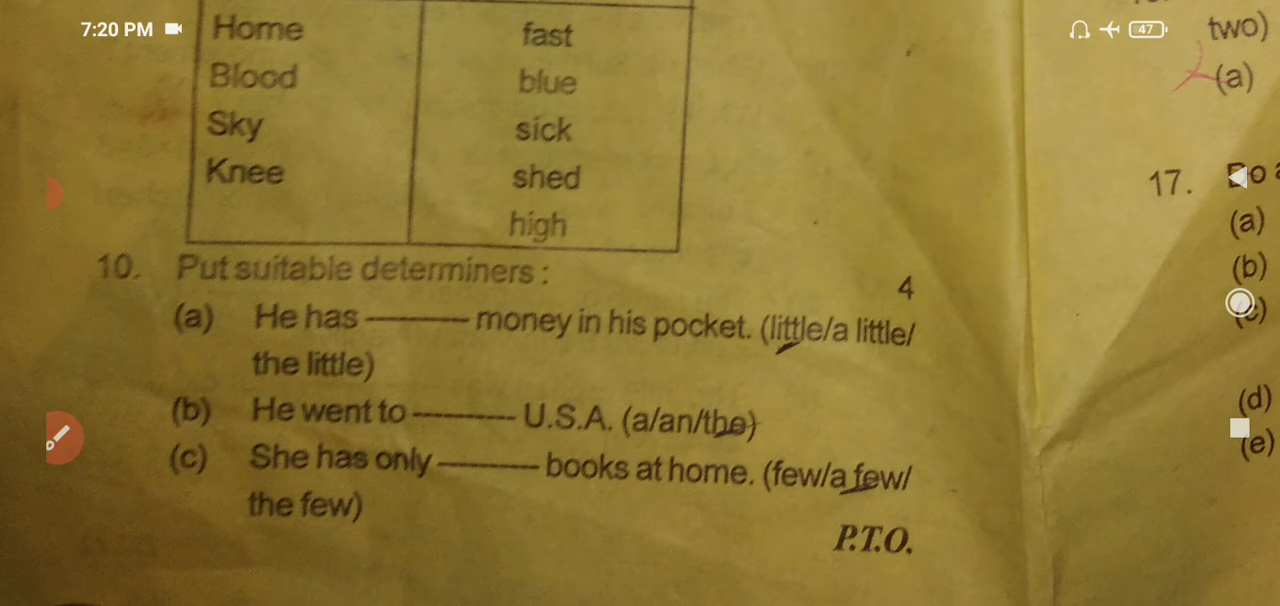 7:20 PM
47
Home fast
Blood blue
Sky sick
Knee shed
high
10. Put suitable determiners :
4
(a) He has ——— money in his pocket. (little/a little/
the little)
(b) He went to ——— U.S.A. (a/an/the)
(c) She has only ——— books at home. (few/a few/
the few)
P.T.O.
two)
(a)
17.
(a)
(b)
(c)
(d)
(e)